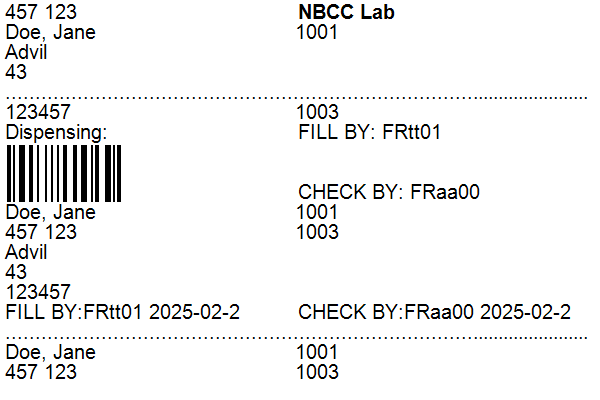 457 123 NBCC Lab
Doe, Jane 1001
Advil
43
123457 1003
Dispensing: FILL BY: FRtt01
CHECK BY: FRaa00
Doe, Jane 1001
457 123 1003
Advil
43
123457
FILL BY:FRtt01 2025-02-2 CHECK BY:FRaa00 2025-02-2
Doe, Jane 1001
457 123 1003